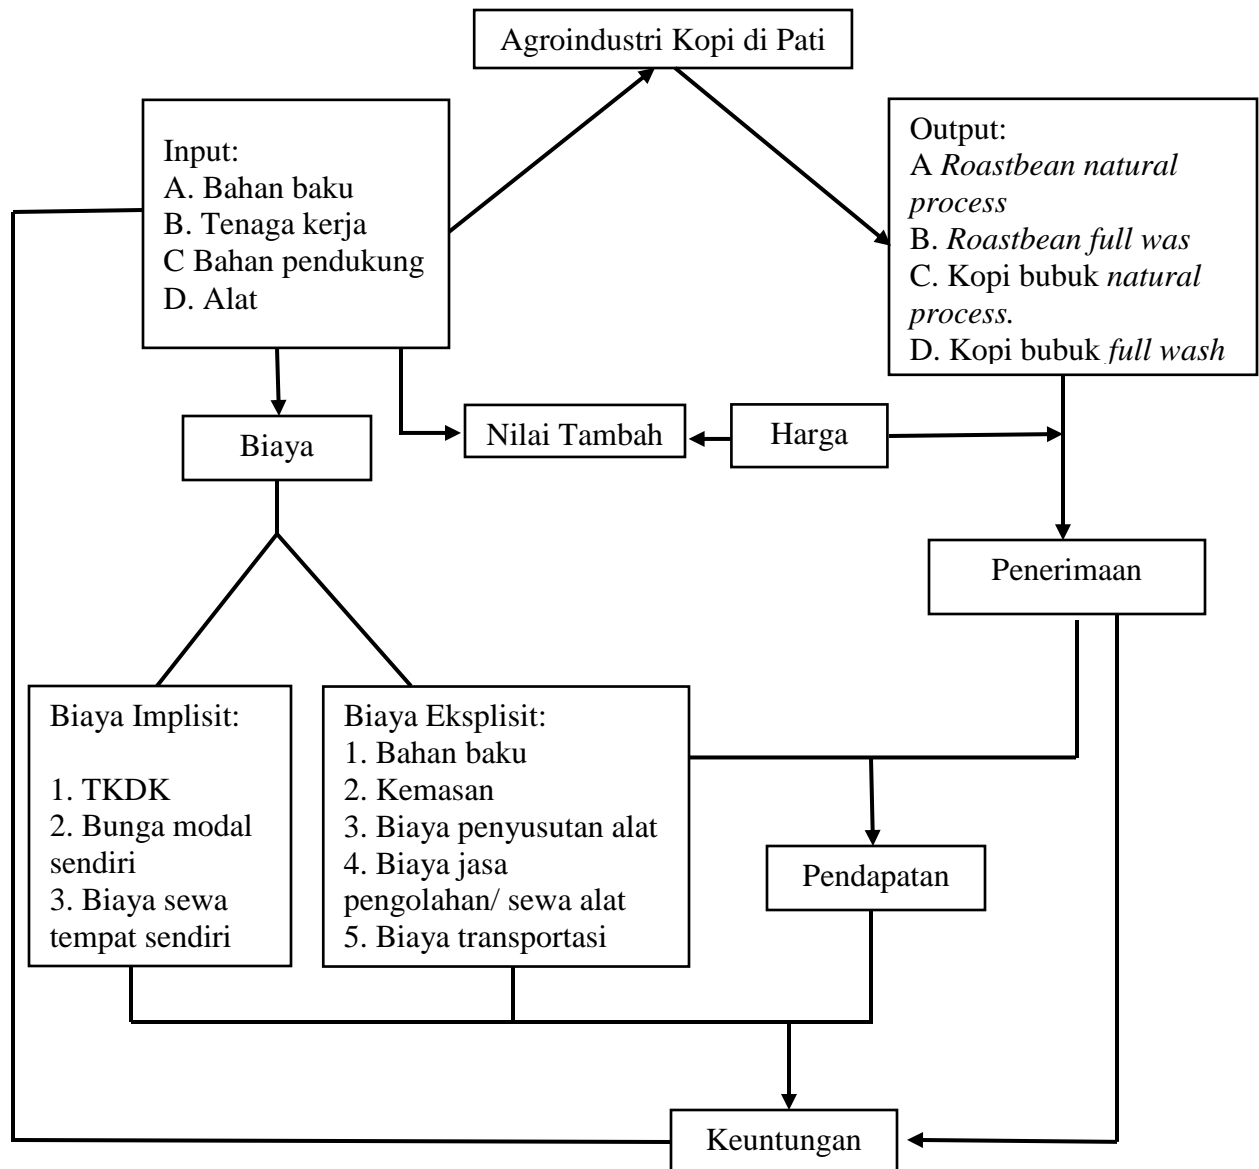 Agroindustri Kopi di Pati
Input:
A. Bahan baku
B. Tenaga kerja
C Bahan pendukung
D. Alat
Output:
A Roastbean natural
process
B. Roastbean full was
C. Kopi bubuk natural
process.
D. Kopi bubuk full wash
Biaya
Nilai Tambah
Harga
Penerimaan
Biaya Implisit:
1. TKDK
2. Bunga modal
sendiri
3. Biaya sewa
tempat sendiri
Biaya Eksplisit:
1. Bahan baku
2. Kemasan
3. Biaya penyusutan alat
4. Biaya jasa
pengolahan/ sewa alat
5. Biaya transportasi
Pendapatan
Keuntungan